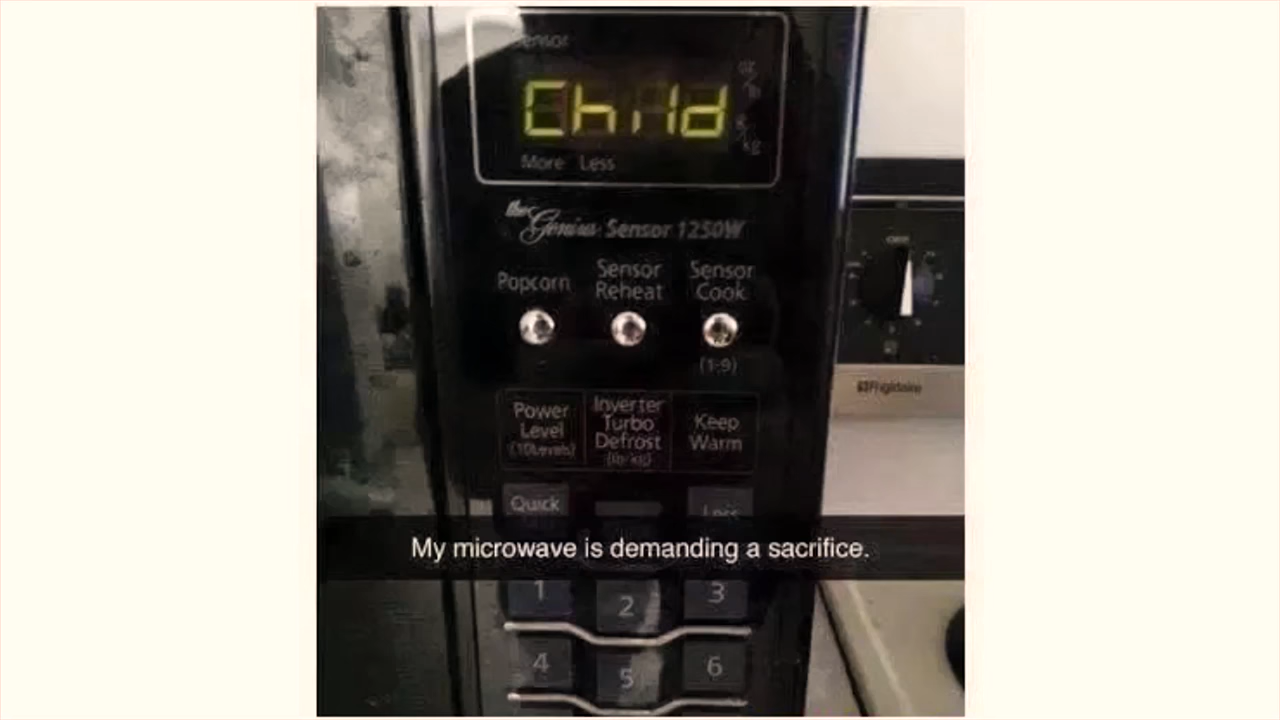 Sensor
Child
oz
lb
kg
More Less
the Genius Sensor 1250W
Popcorn
Sensor Reheat
Sensor Cook
(1-9)
Power Level (10Levels)
Inverter Turbo Defrost (lb/kg)
Keep Warm
OFF
Frigidaire
Quick
Less
My microwave is demanding a sacrifice.
1 2 3
4 5 6